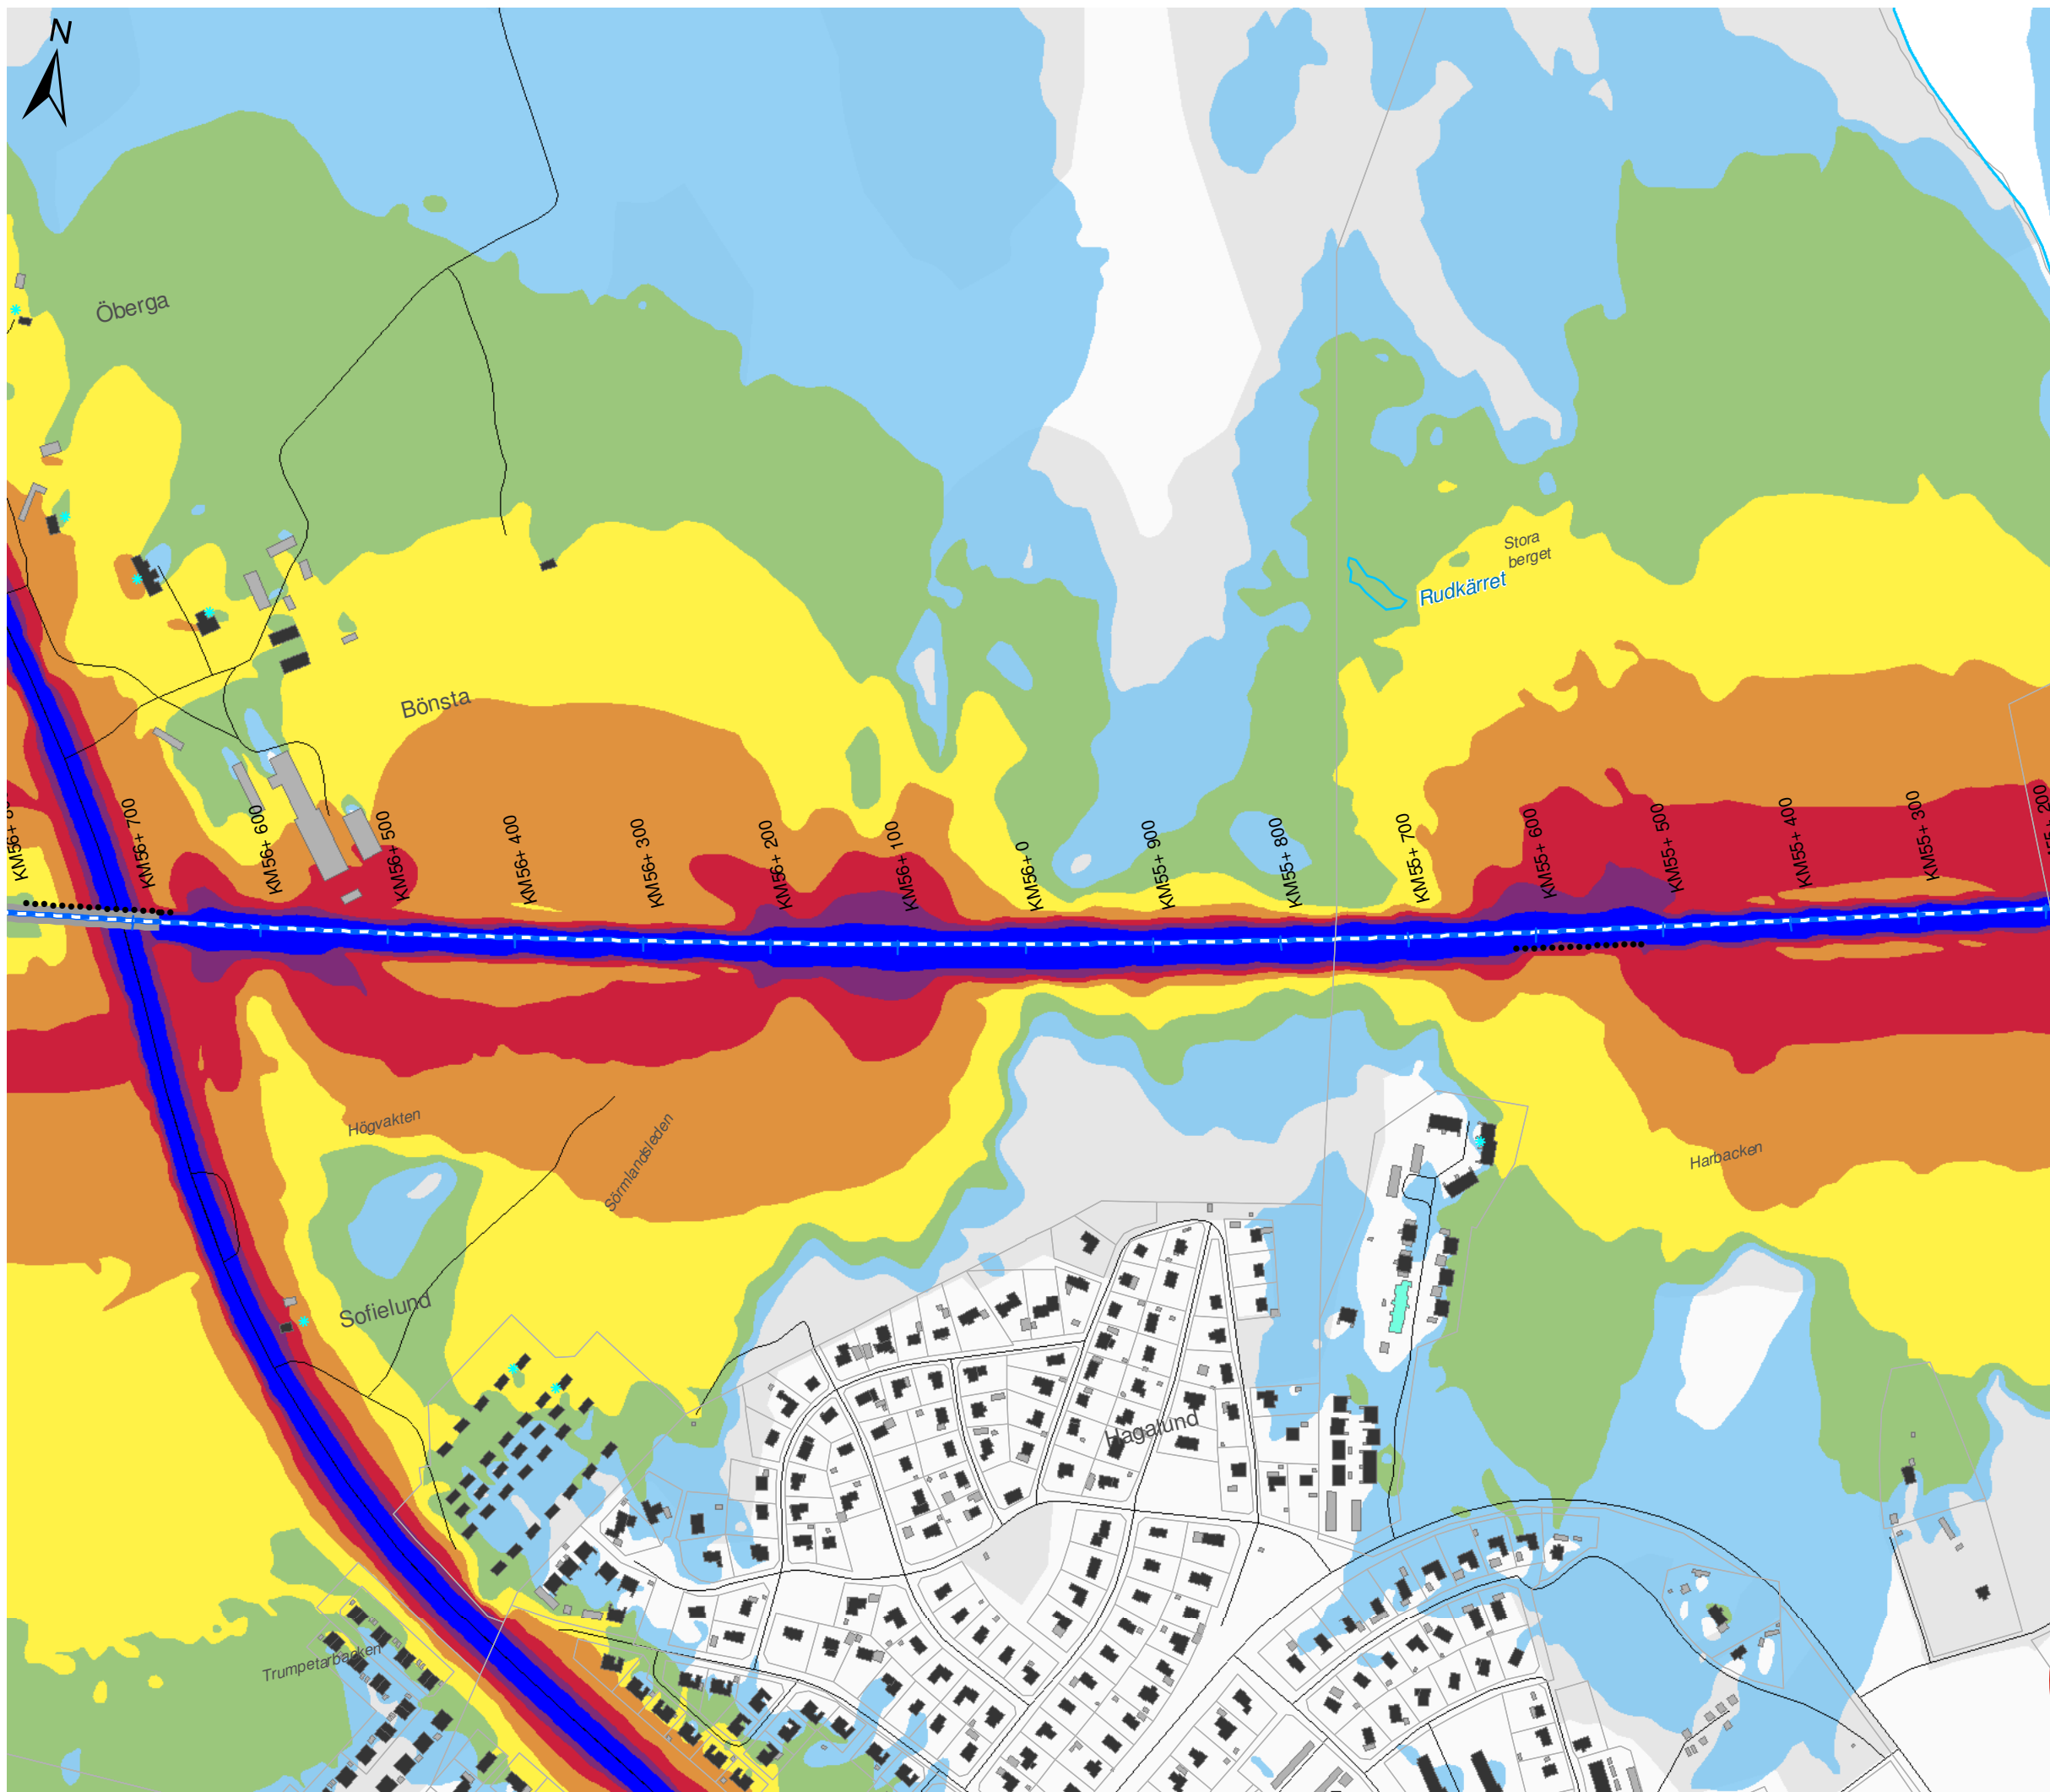 N
Öberga
Stora
berget
Rudkärret
Bönsta
KM56+ 700
KM56+ 600
KM56+ 500
KM56+ 400
KM56+ 300
KM56+ 200
KM56+ 100
KM56+ 0
KM55+ 900
KM55+ 800
KM55+ 700
KM55+ 600
KM55+ 500
KM55+ 400
KM55+ 300
Högvakten
Sörmlandsleden
Harbacken
Sofielund
Hagalund
Trumpetarbacken